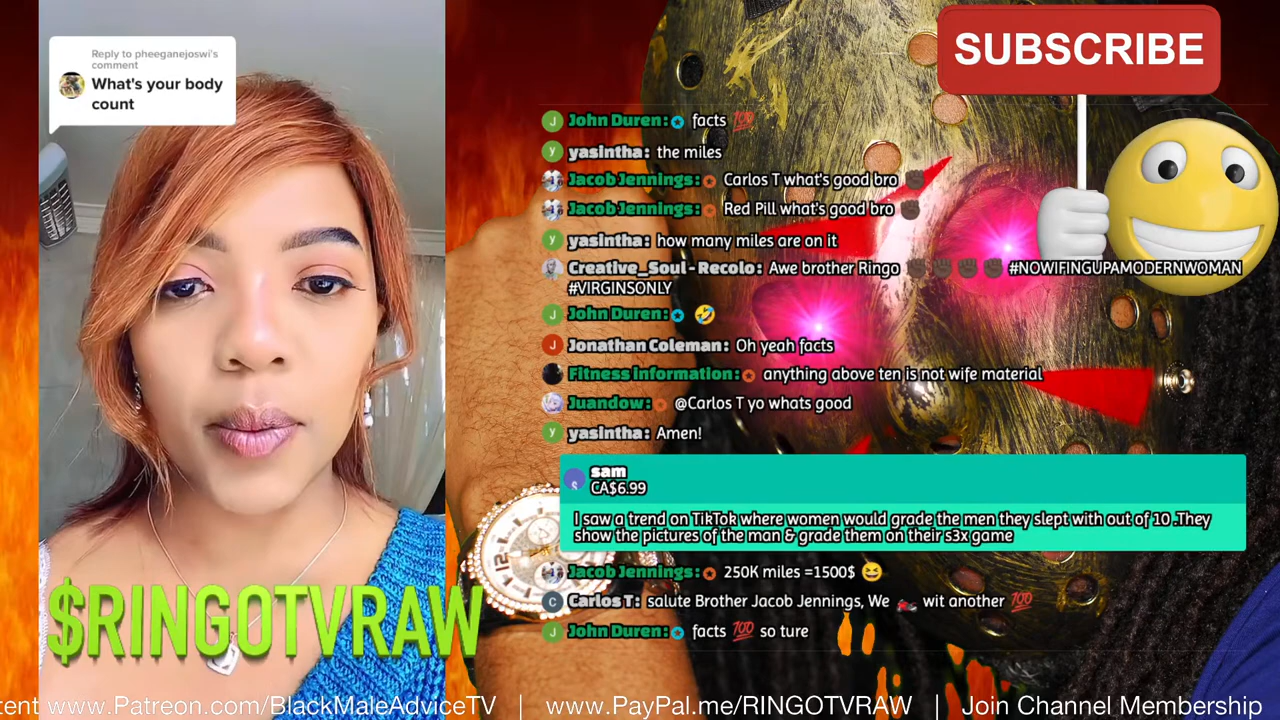 Reply to pheeganejoswi's
comment
What's your body
count
SUBSCRIBE
John Duren: facts 💯
yasintha: the miles
Jacob Jennings: Carlos T what's good bro ✊🏿
Jacob Jennings: Red Pill what's good bro ✊🏿
yasintha: how many miles are on it
Creative_Soul - Recolo: Awe brother Ringo ✊🏿✊🏿✊🏿✊🏿 #NOWIFINGUPAMODERNWOMAN
#VIRGINSONLY
John Duren: 🤣
Jonathan Coleman: Oh yeah facts
Fitness Information: anything above ten is not wife material
Juandow: @Carlos T yo whats good
yasintha: Amen!
sam
CA$6.99
I saw a trend on TikTok where women would grade the men they slept with out of 10 .They
show the pictures of the man & grade them on their s3x game
Jacob Jennings: 250K miles =1500$ 😆
Carlos T: salute Brother Jacob Jennings, We wit another 💯
John Duren: facts 💯 so ture
$RINGOTVRAW
tent www.Patreon.com/BlackMaleAdviceTV | www.PayPal.me/RINGOTVRAW | Join Channel Membership